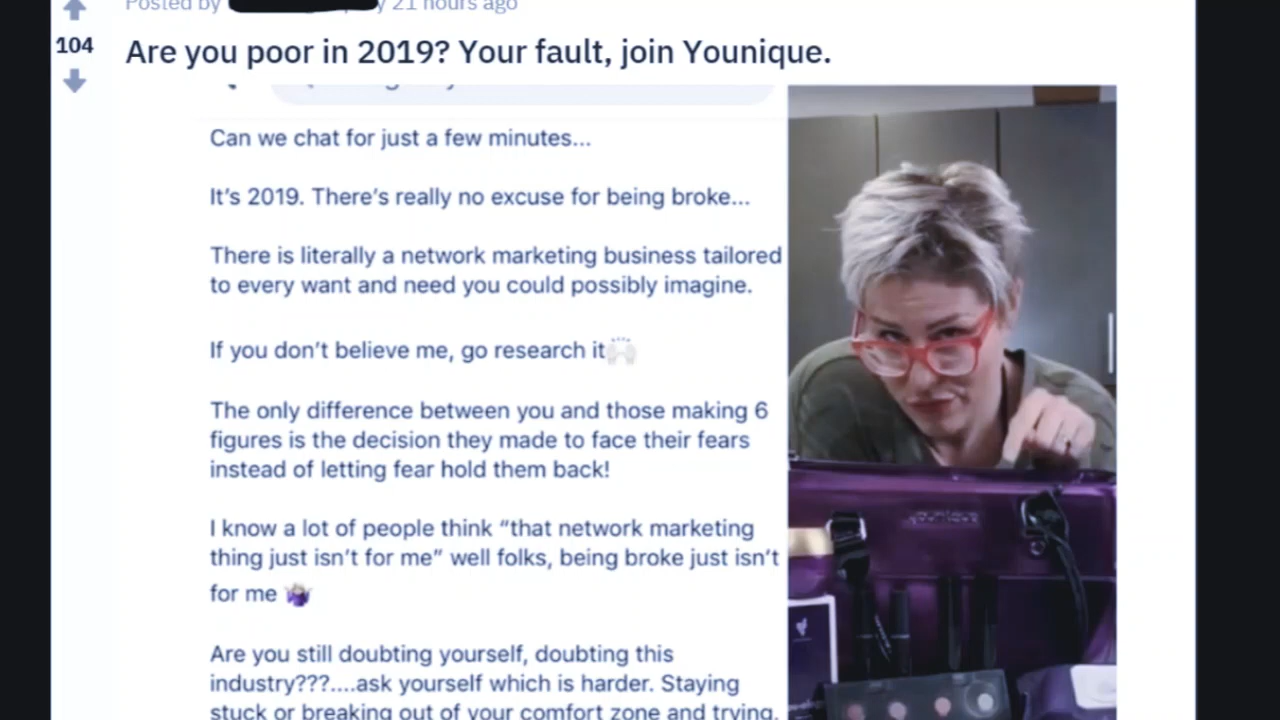 Posted by
21 hours ago
104
Are you poor in 2019? Your fault, join Younique.
Can we chat for just a few minutes...
It's 2019. There's really no excuse for being broke...
There is literally a network marketing business tailored
to every want and need you could possibly imagine.
If you don't believe me, go research it🙌🏻
The only difference between you and those making 6
figures is the decision they made to face their fears
instead of letting fear hold them back!
I know a lot of people think “that network marketing
thing just isn't for me” well folks, being broke just isn't
for me 🤷🏼‍♀️
Are you still doubting yourself, doubting this
industry???....ask yourself which is harder. Staying
stuck or breaking out of your comfort zone and trying.